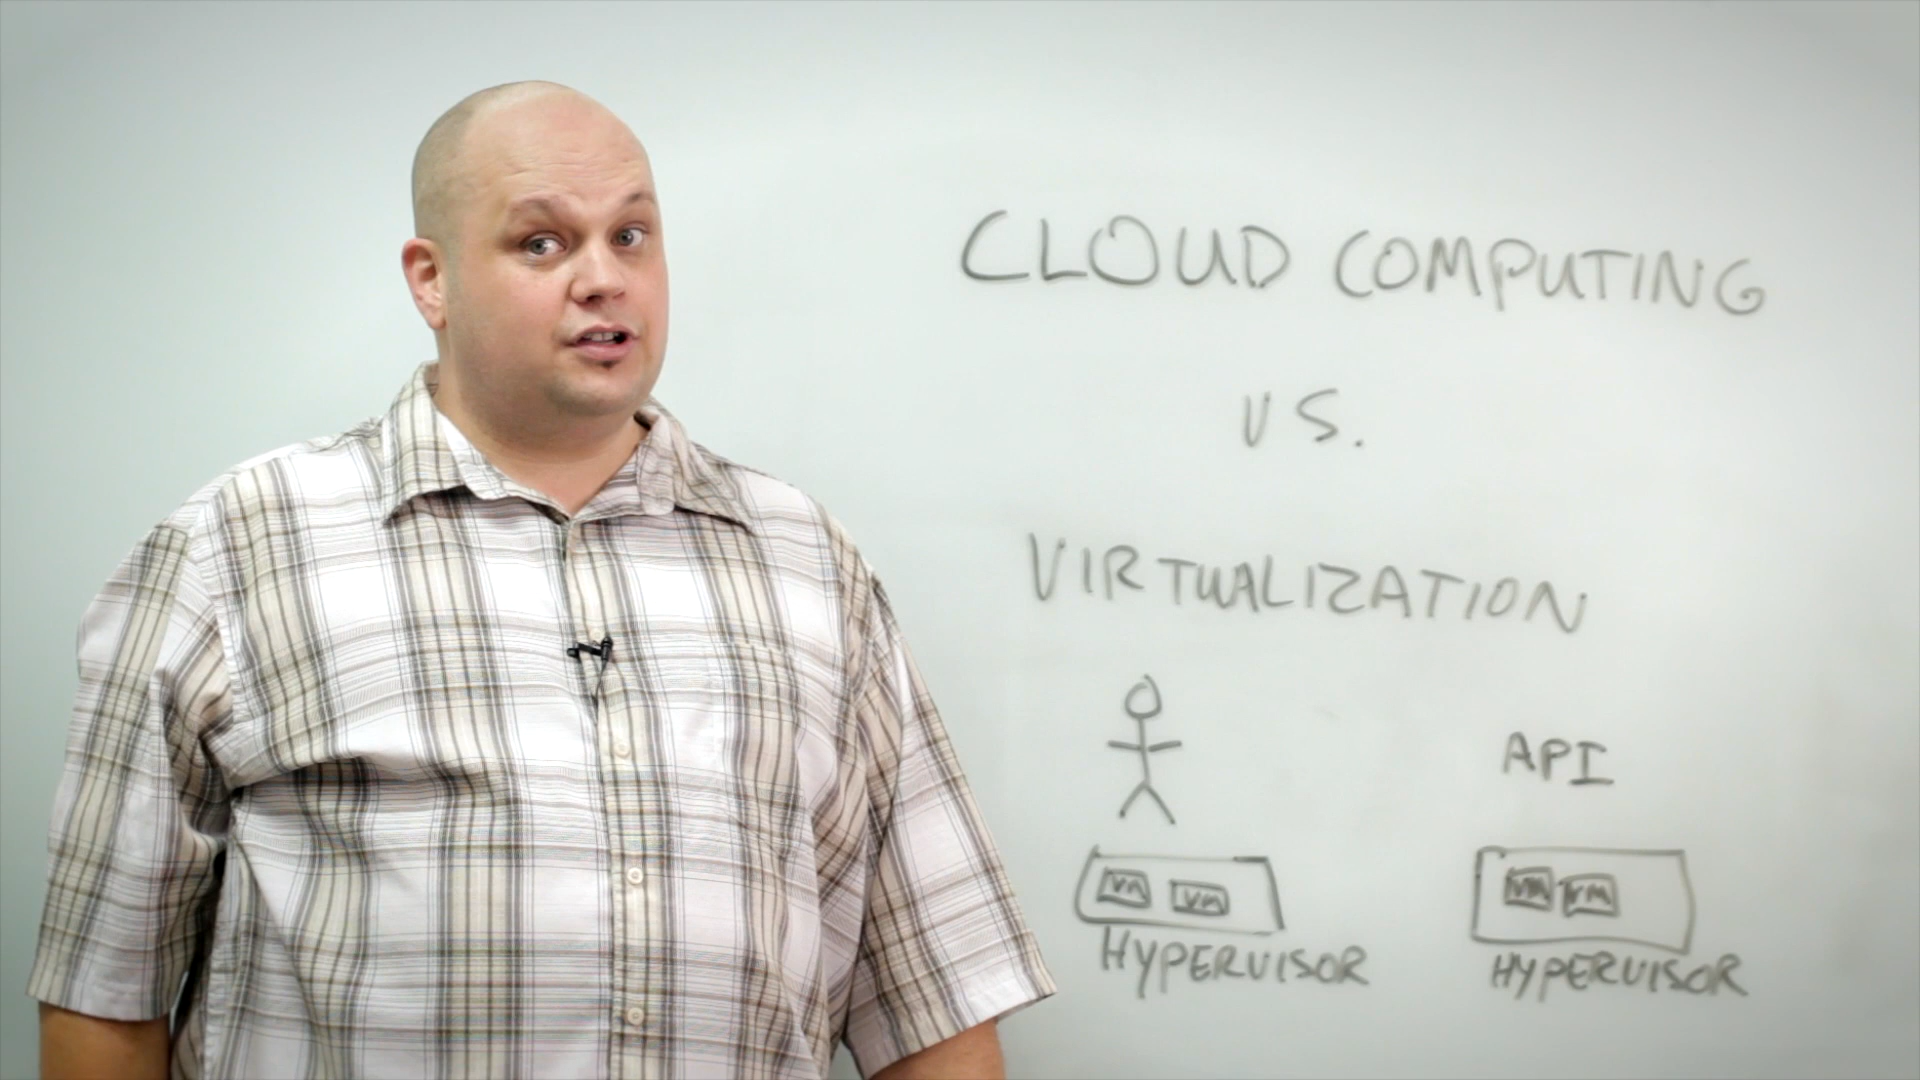 CLOUD COMPUTING
VS.
VIRTUALIZATION
API
VM VM
VM VM
HYPERVISOR
HYPERVISOR